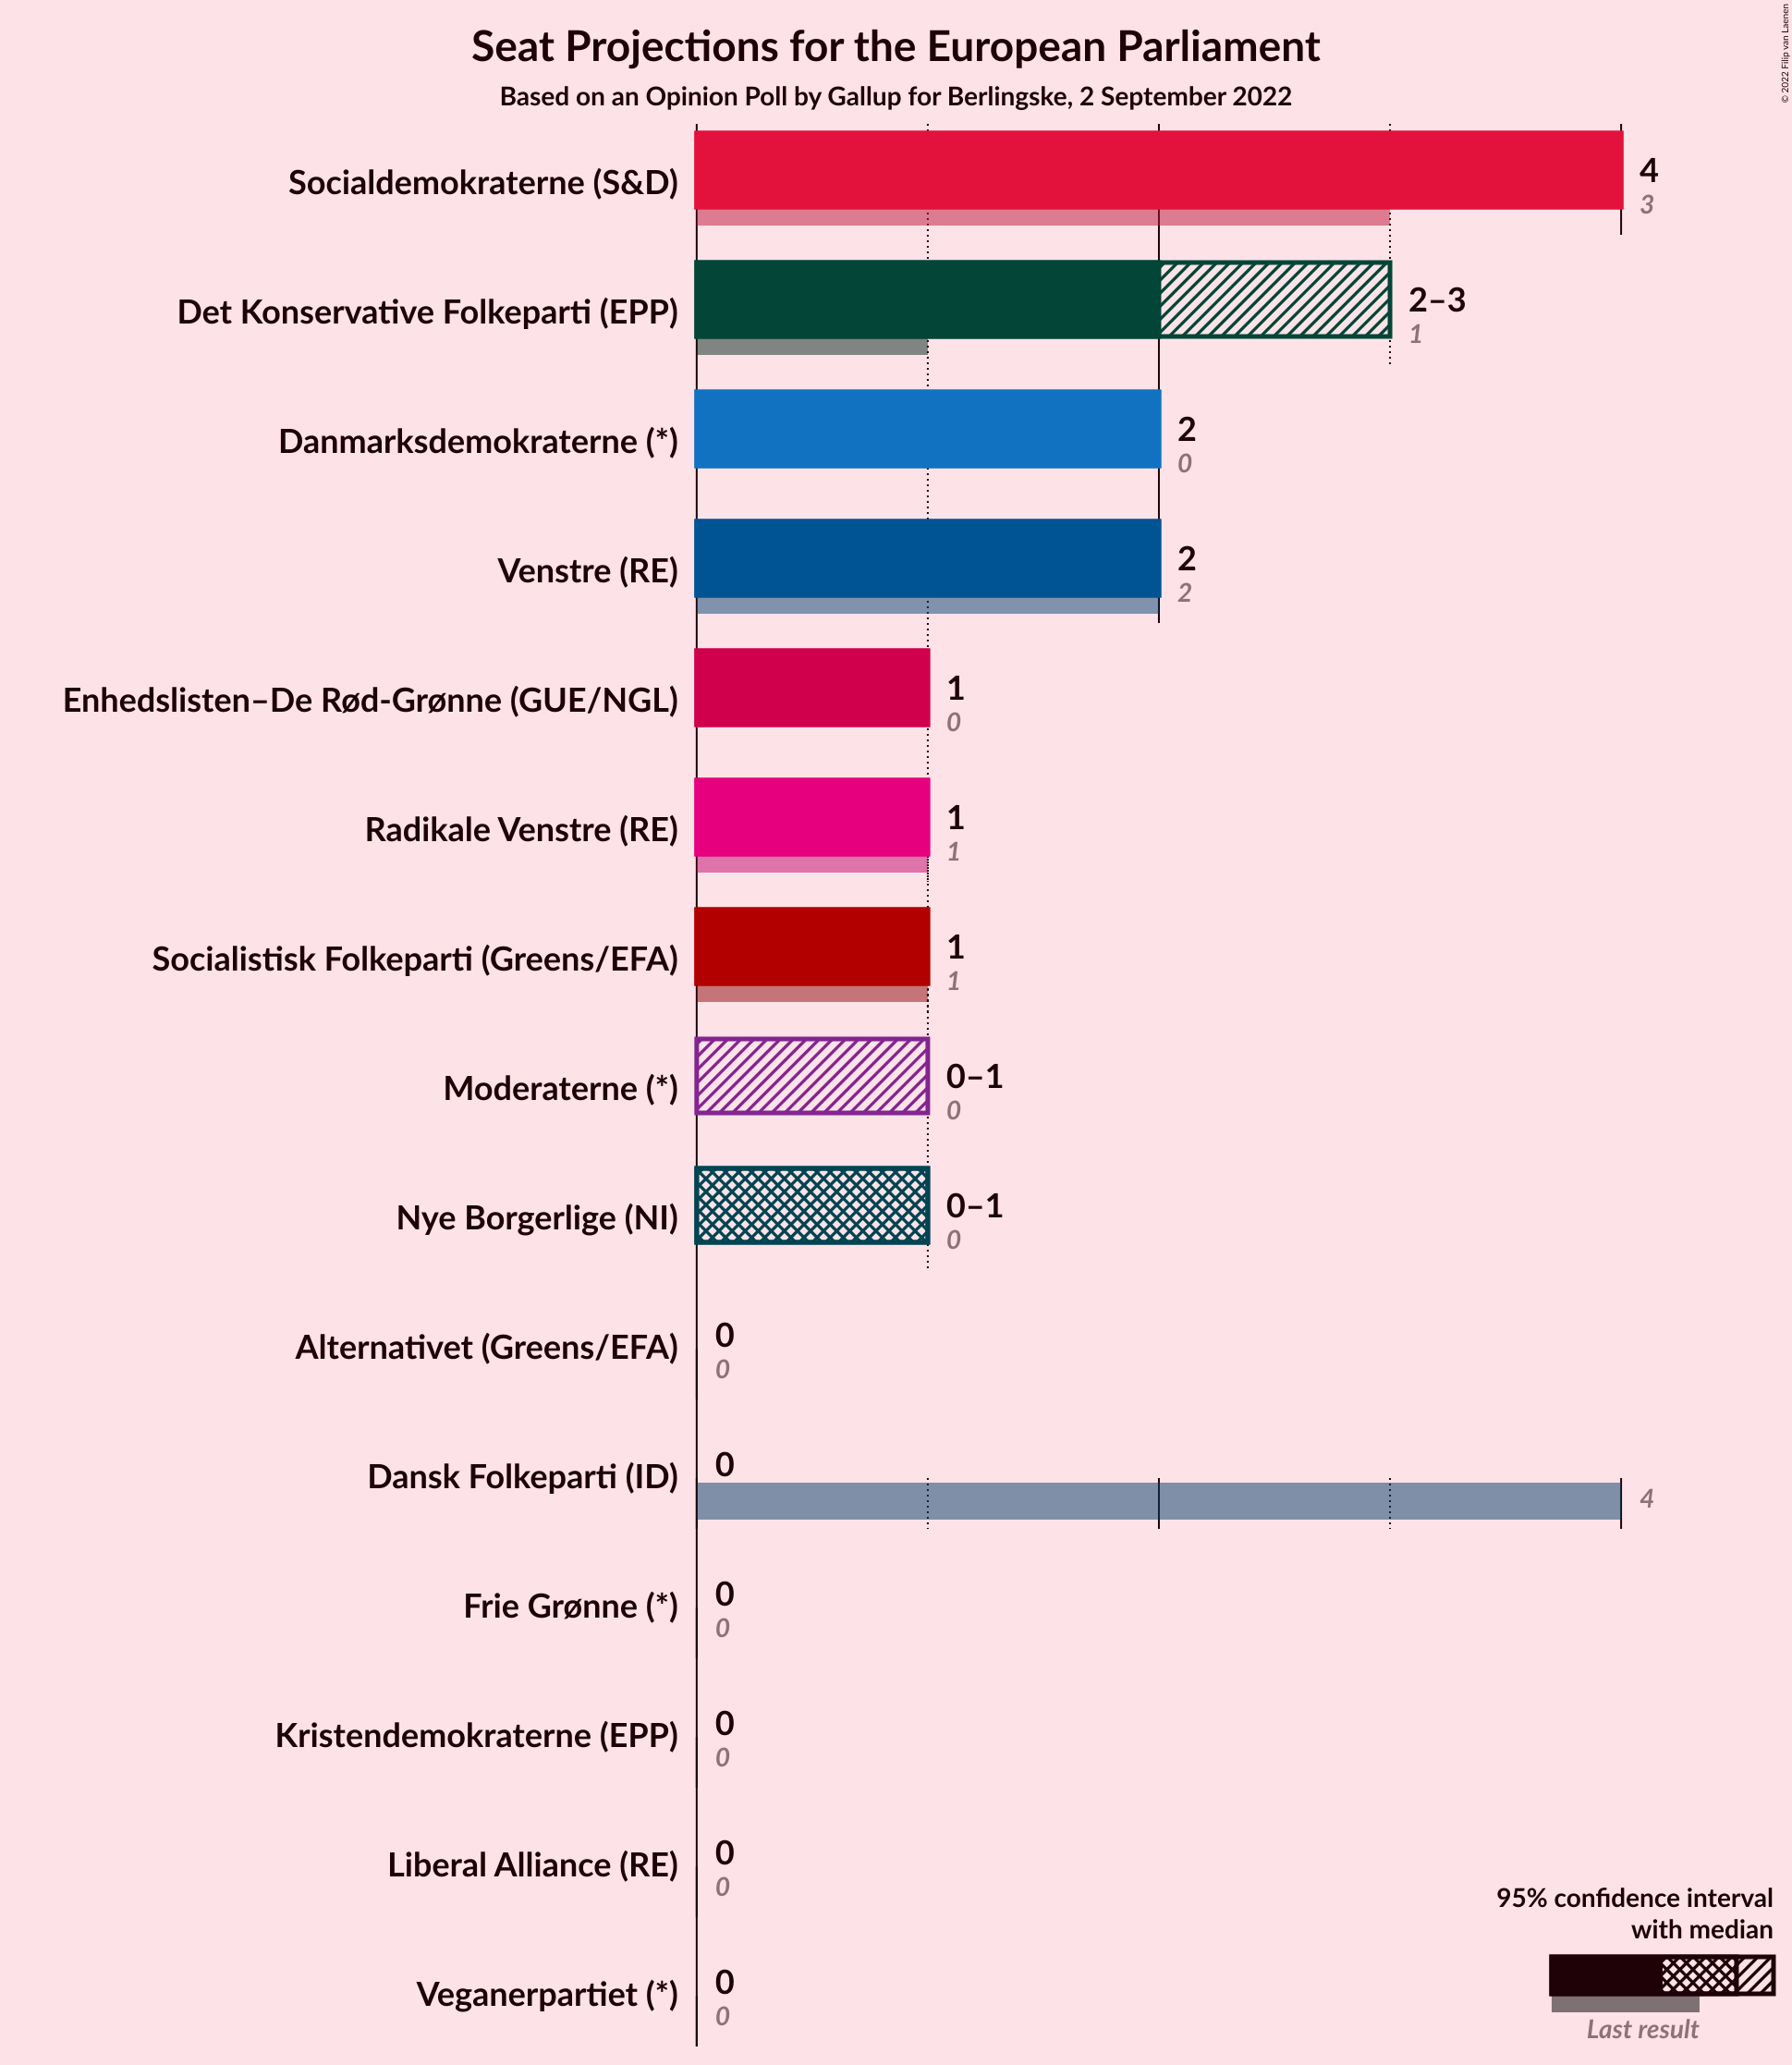 Seat Projections for the European Parliament
Based on an Opinion Poll by Gallup for Berlingske, 2 September 2022
© 2022 Filip van Laenen
Socialdemokraterne (S&D)
4
3
Det Konservative Folkeparti (EPP)
2–3
1
Danmarksdemokraterne (*)
2
0
Venstre (RE)
2
2
Enhedslisten–De Rød-Grønne (GUE/NGL)
1
0
Radikale Venstre (RE)
1
1
Socialistisk Folkeparti (Greens/EFA)
1
1
Moderaterne (*)
0–1
0
Nye Borgerlige (NI)
0–1
0
Alternativet (Greens/EFA)
0
0
Dansk Folkeparti (ID)
0
4
Frie Grønne (*)
0
0
Kristendemokraterne (EPP)
0
0
Liberal Alliance (RE)
0
0
Veganerpartiet (*)
0
0
95% confidence interval
with median
Last result